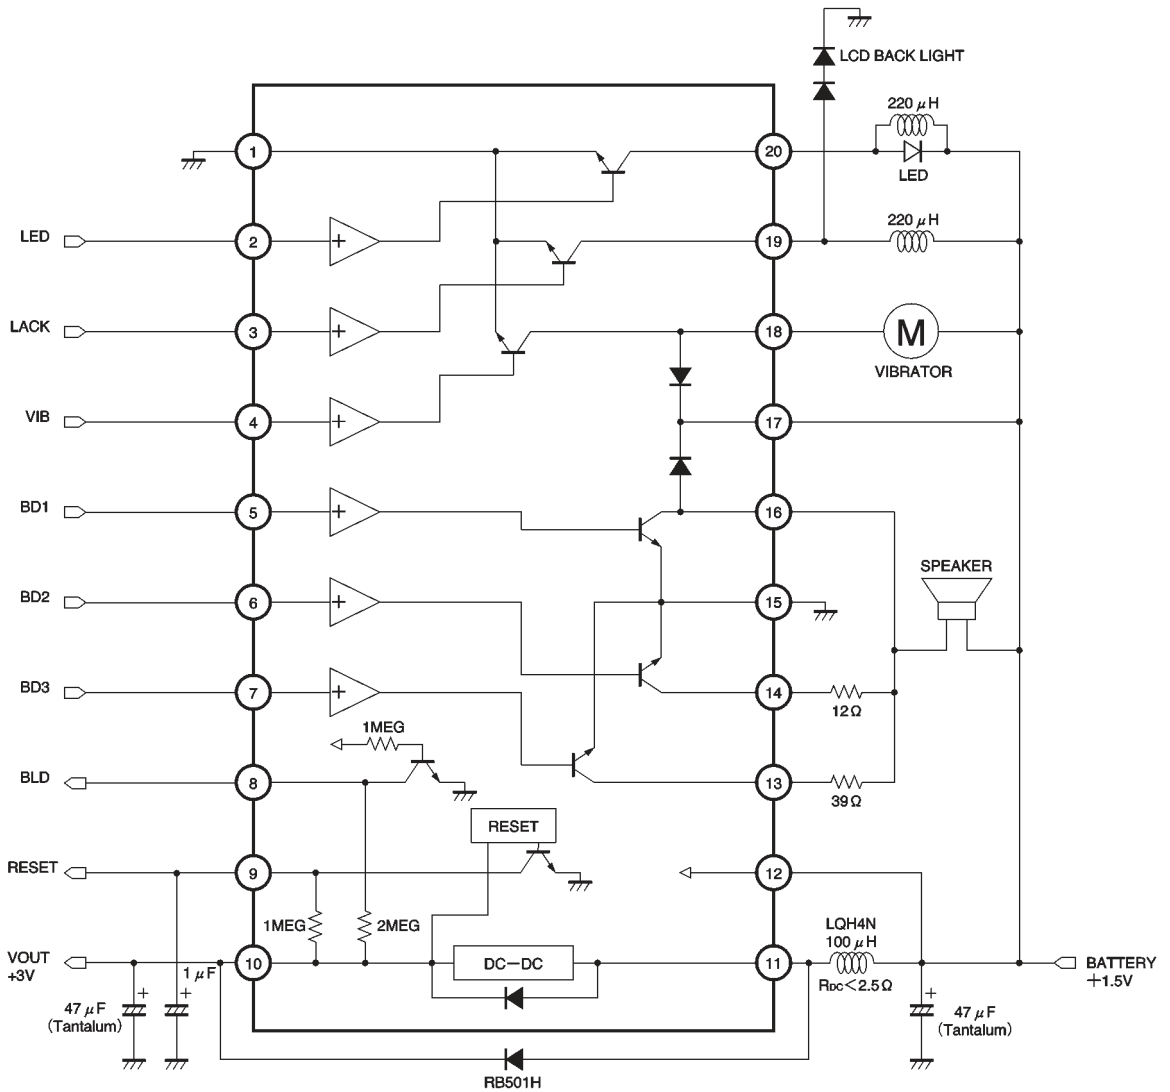 LCD BACK LIGHT
220 μH
1
20
LED
LED
2
+
19
220 μH
LACK
3
+
18
M
VIBRATOR
VIB
4
+
17
BD1
5
+
16
SPEAKER
BD2
6
+
15
BD3
7
+
14
12Ω
1MEG
BLD
8
13
39Ω
RESET
RESET
9
12
1MEG
2MEG
LQH4N
100 μH
VOUT
+3V
10
DC−DC
11
RDC<2.5Ω
BATTERY
+1.5V
1 μF
+
+
+
47 μF
(Tantalum)
47 μF
(Tantalum)
RB501H